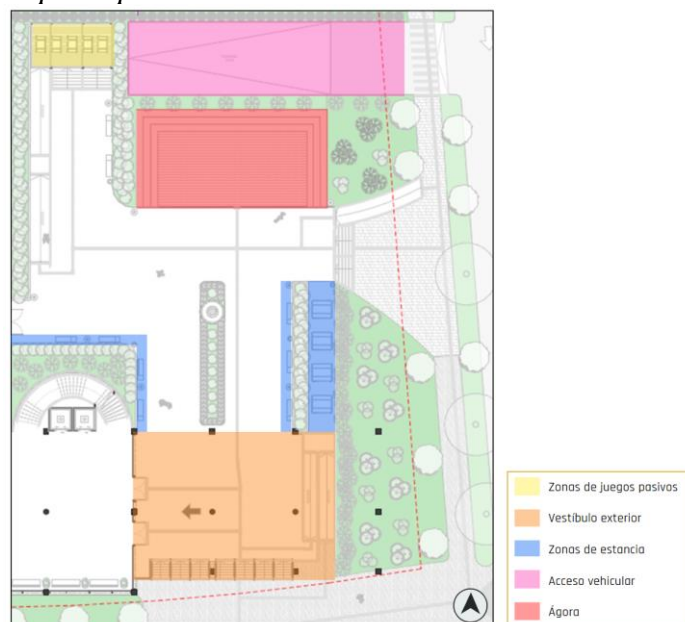 Zonas de juegos pasivos
Vestíbulo exterior
Zonas de estancia
Acceso vehicular
Ágora